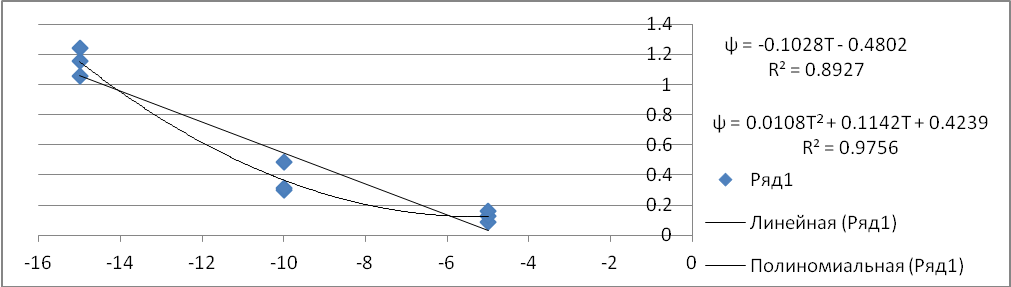 1.4
1.2
1
0.8
0.6
0.4
0.2
0
-16 -14 -12 -10 -8 -6 -4 -2 0
ψ = -0.1028T - 0.4802
R² = 0.8927
ψ = 0.0108T² + 0.1142T + 0.4239
R² = 0.9756
Ряд1
Линейная (Ряд1)
Полиномиальная (Ряд1)